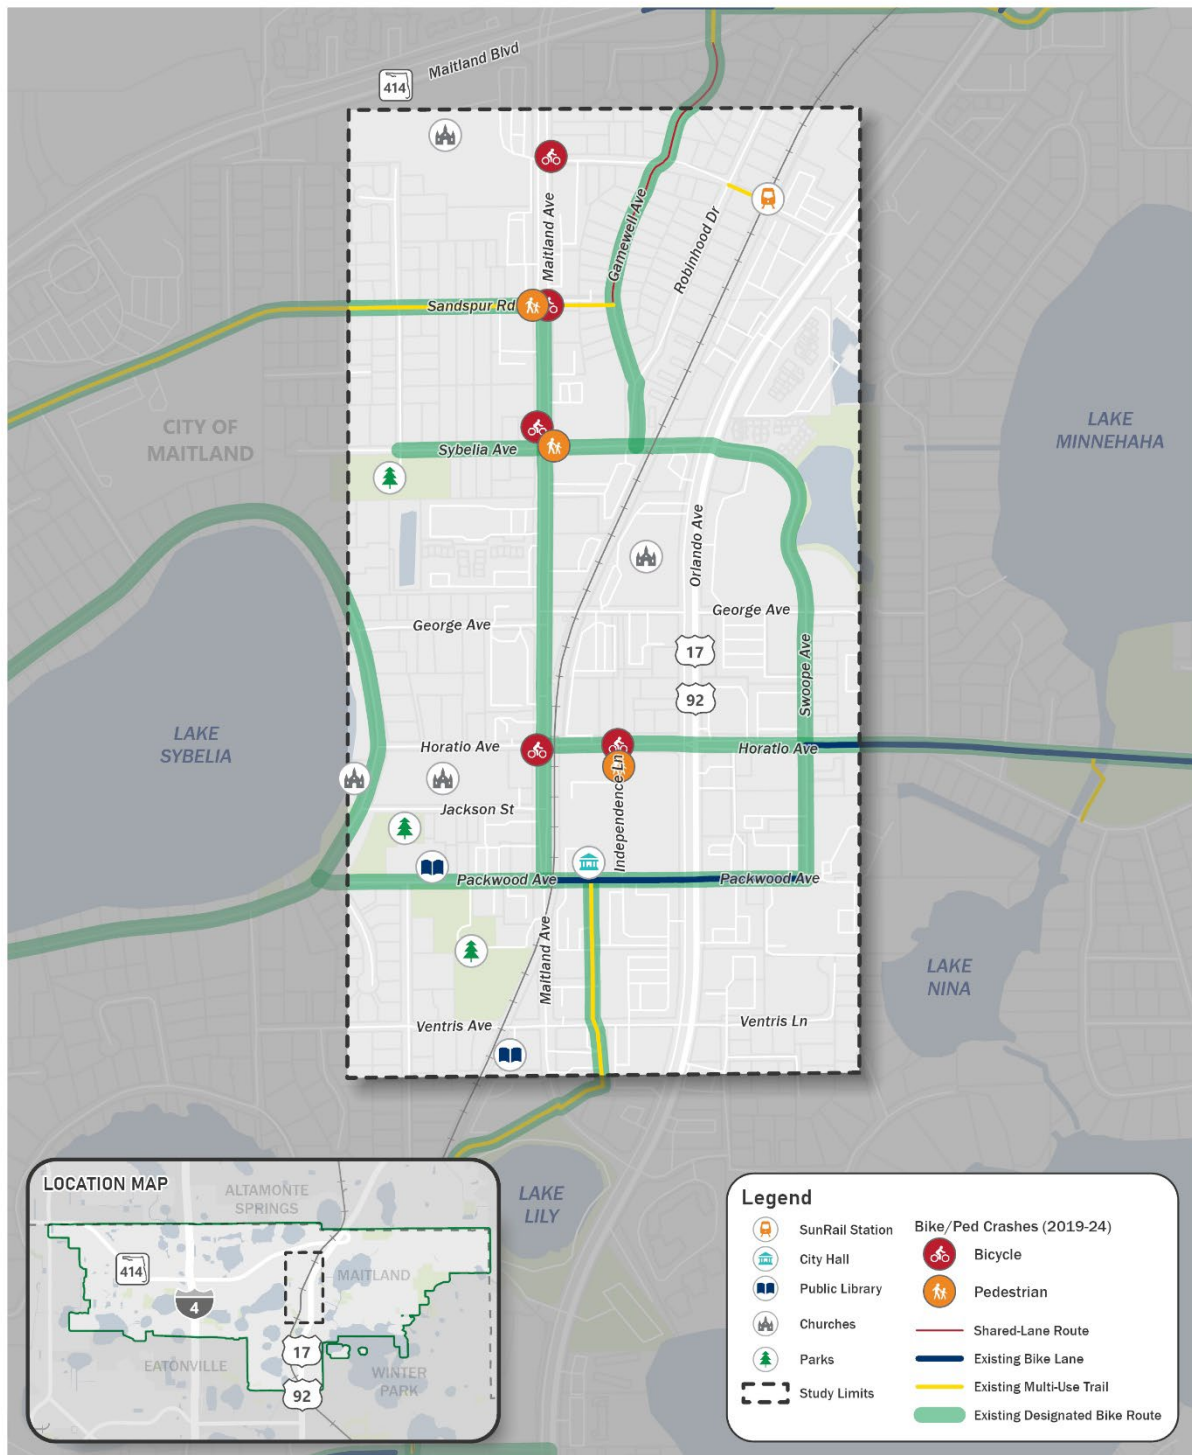 414
Maitland Blvd
Maitland Ave
Gamewell Ave
Robinhood Dr
Sandspur Rd
CITY OF
MAITLAND
LAKE
MINNEHAHA
Sybelia Ave
Orlando Ave
George Ave
George Ave
17
92
Swoope Ave
LAKE
SYBELIA
Horatio Ave
Horatio Ave
Independence Ln
Jackson St
Packwood Ave
Packwood Ave
Maitland Ave
LAKE
NINA
Ventris Ave
Ventris Ln
LAKE
LILY
LOCATION MAP
ALTAMONTE
SPRINGS
414
MAITLAND
4
17
EATONVILLE
WINTER
PARK
92
Legend
SunRail Station
City Hall
Public Library
Churches
Parks
Study Limits
Bike/Ped Crashes (2019-24)
Bicycle
Pedestrian
Shared-Lane Route
Existing Bike Lane
Existing Multi-Use Trail
Existing Designated Bike Route